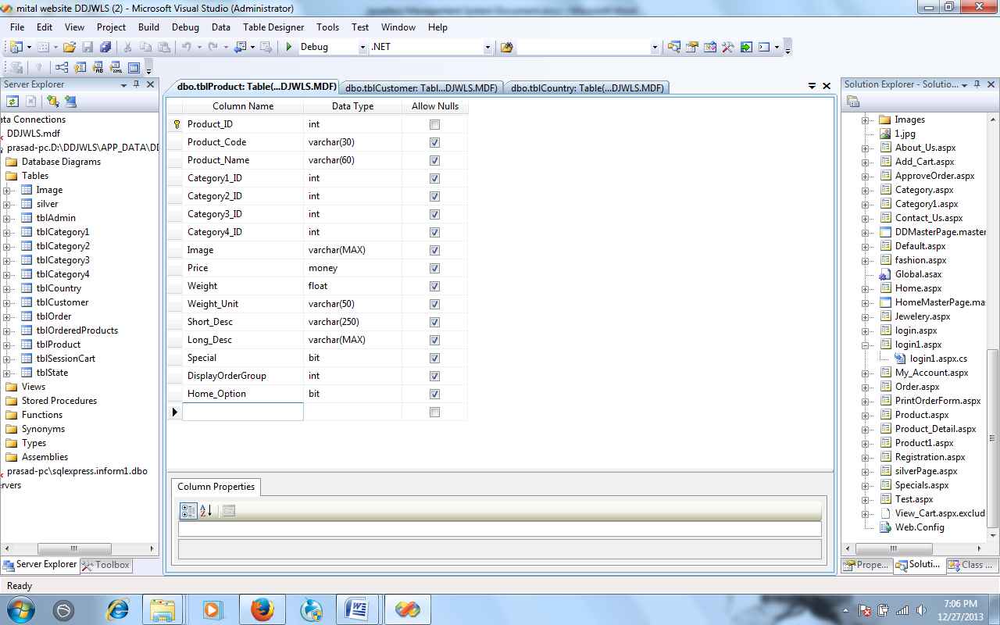 mital website DDJWLS (2) - Microsoft Visual Studio (Administrator)
File Edit View Project Build Debug Data Table Designer Tools Test Window Help
Debug .NET
Server Explorer
ata Connections
DDJWLS.mdf
prasad-pc.D:\DDJWLS\APP_DATA\DD
Database Diagrams
Tables
Image
silver
tblAdmin
tblCategory1
tblCategory2
tblCategory3
tblCategory4
tblCountry
tblCustomer
tblOrder
tblOrderedProducts
tblProduct
tblSessionCart
tblState
Views
Stored Procedures
Functions
Synonyms
Types
Assemblies
prasad-pc\sqlexpress.inform1.dbo
ervers
Server Explorer Toolbox
dbo.tblProduct: Table(...DJWLS.MDF) dbo.tblCustomer: Tabl...DJWLS.MDF) dbo.tblCountry: Table(...DJWLS.MDF)
Column Name Data Type Allow Nulls
Product_ID int
Product_Code varchar(30)
Product_Name varchar(60)
Category1_ID int
Category2_ID int
Category3_ID int
Category4_ID int
Image varchar(MAX)
Price money
Weight float
Weight_Unit varchar(50)
Short_Desc varchar(250)
Long_Desc varchar(MAX)
Special bit
DisplayOrderGroup int
Home_Option bit
Column Properties
Solution Explorer - Solutio...
Images
1.jpg
About_Us.aspx
Add_Cart.aspx
ApproveOrder.aspx
Category.aspx
Category1.aspx
Contact_Us.aspx
DDMasterPage.master
Default.aspx
fashion.aspx
Global.asax
Home.aspx
HomeMasterPage.mas
Jewelery.aspx
login.aspx
login1.aspx
login1.aspx.cs
My_Account.aspx
Order.aspx
PrintOrderForm.aspx
Product.aspx
Product_Detail.aspx
Product1.aspx
Registration.aspx
silverPage.aspx
Specials.aspx
Test.aspx
View_Cart.aspx.exclud
Web.Config
Prope... Soluti... Class ...
Ready
7:06 PM
12/27/2013